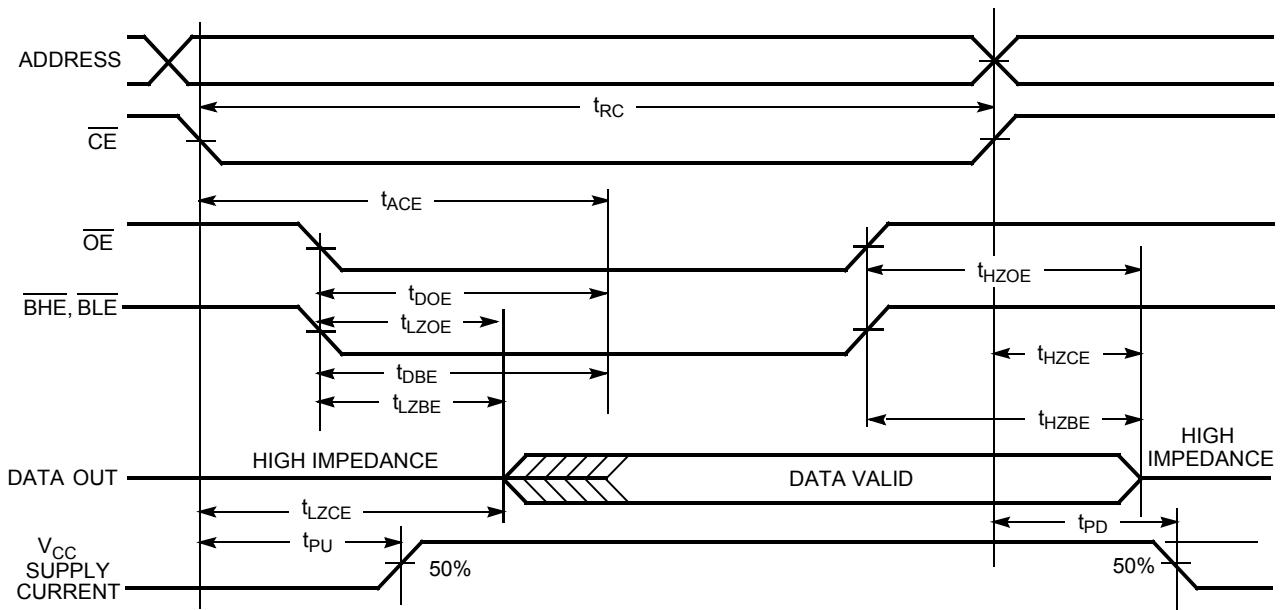 ADDRESS
tRC
CE
tACE
OE
tHZOE
tDOE
BHE, BLE
tLZOE
tHZCE
tDBE
tLZBE
tHZBE
HIGH IMPEDANCE
HIGH
IMPEDANCE
DATA OUT
DATA VALID
tLZCE
tPD
tPU
VCC
SUPPLY
CURRENT
50%
50%